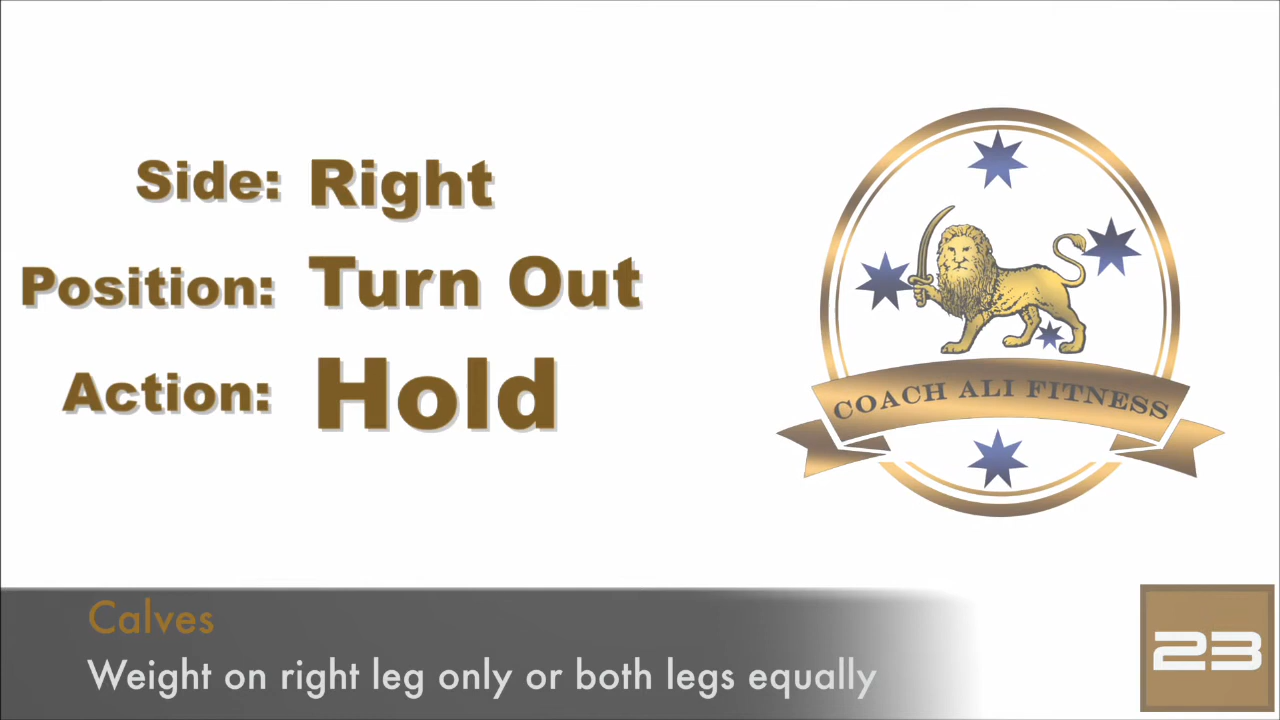 Side: Right
Position: Turn Out
Action: Hold
COACH ALI FITNESS
Calves
Weight on right leg only or both legs equally
23